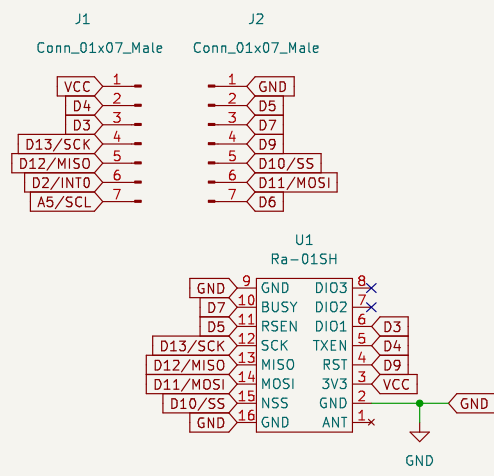 J1 J2
Conn_01x07_Male Conn_01x07_Male
VCC 1 1 GND
D4 2 2 D5
D3 3 3 D7
D13/SCK 4 4 D9
D12/MISO 5 5 D10/SS
D2/INT0 6 6 D11/MOSI
A5/SCL 7 7 D6
U1
Ra-01SH
GND 9 GND DIO3 8
D7 10 BUSY DIO2 7
D5 11 RSEN DIO1 6 D3
D13/SCK 12 SCK TXEN 5 D4
D12/MISO 13 MISO RST 4 D9
D11/MOSI 14 MOSI 3V3 3 VCC
D10/SS 15 NSS GND 2 GND
GND 16 GND ANT 1
GND